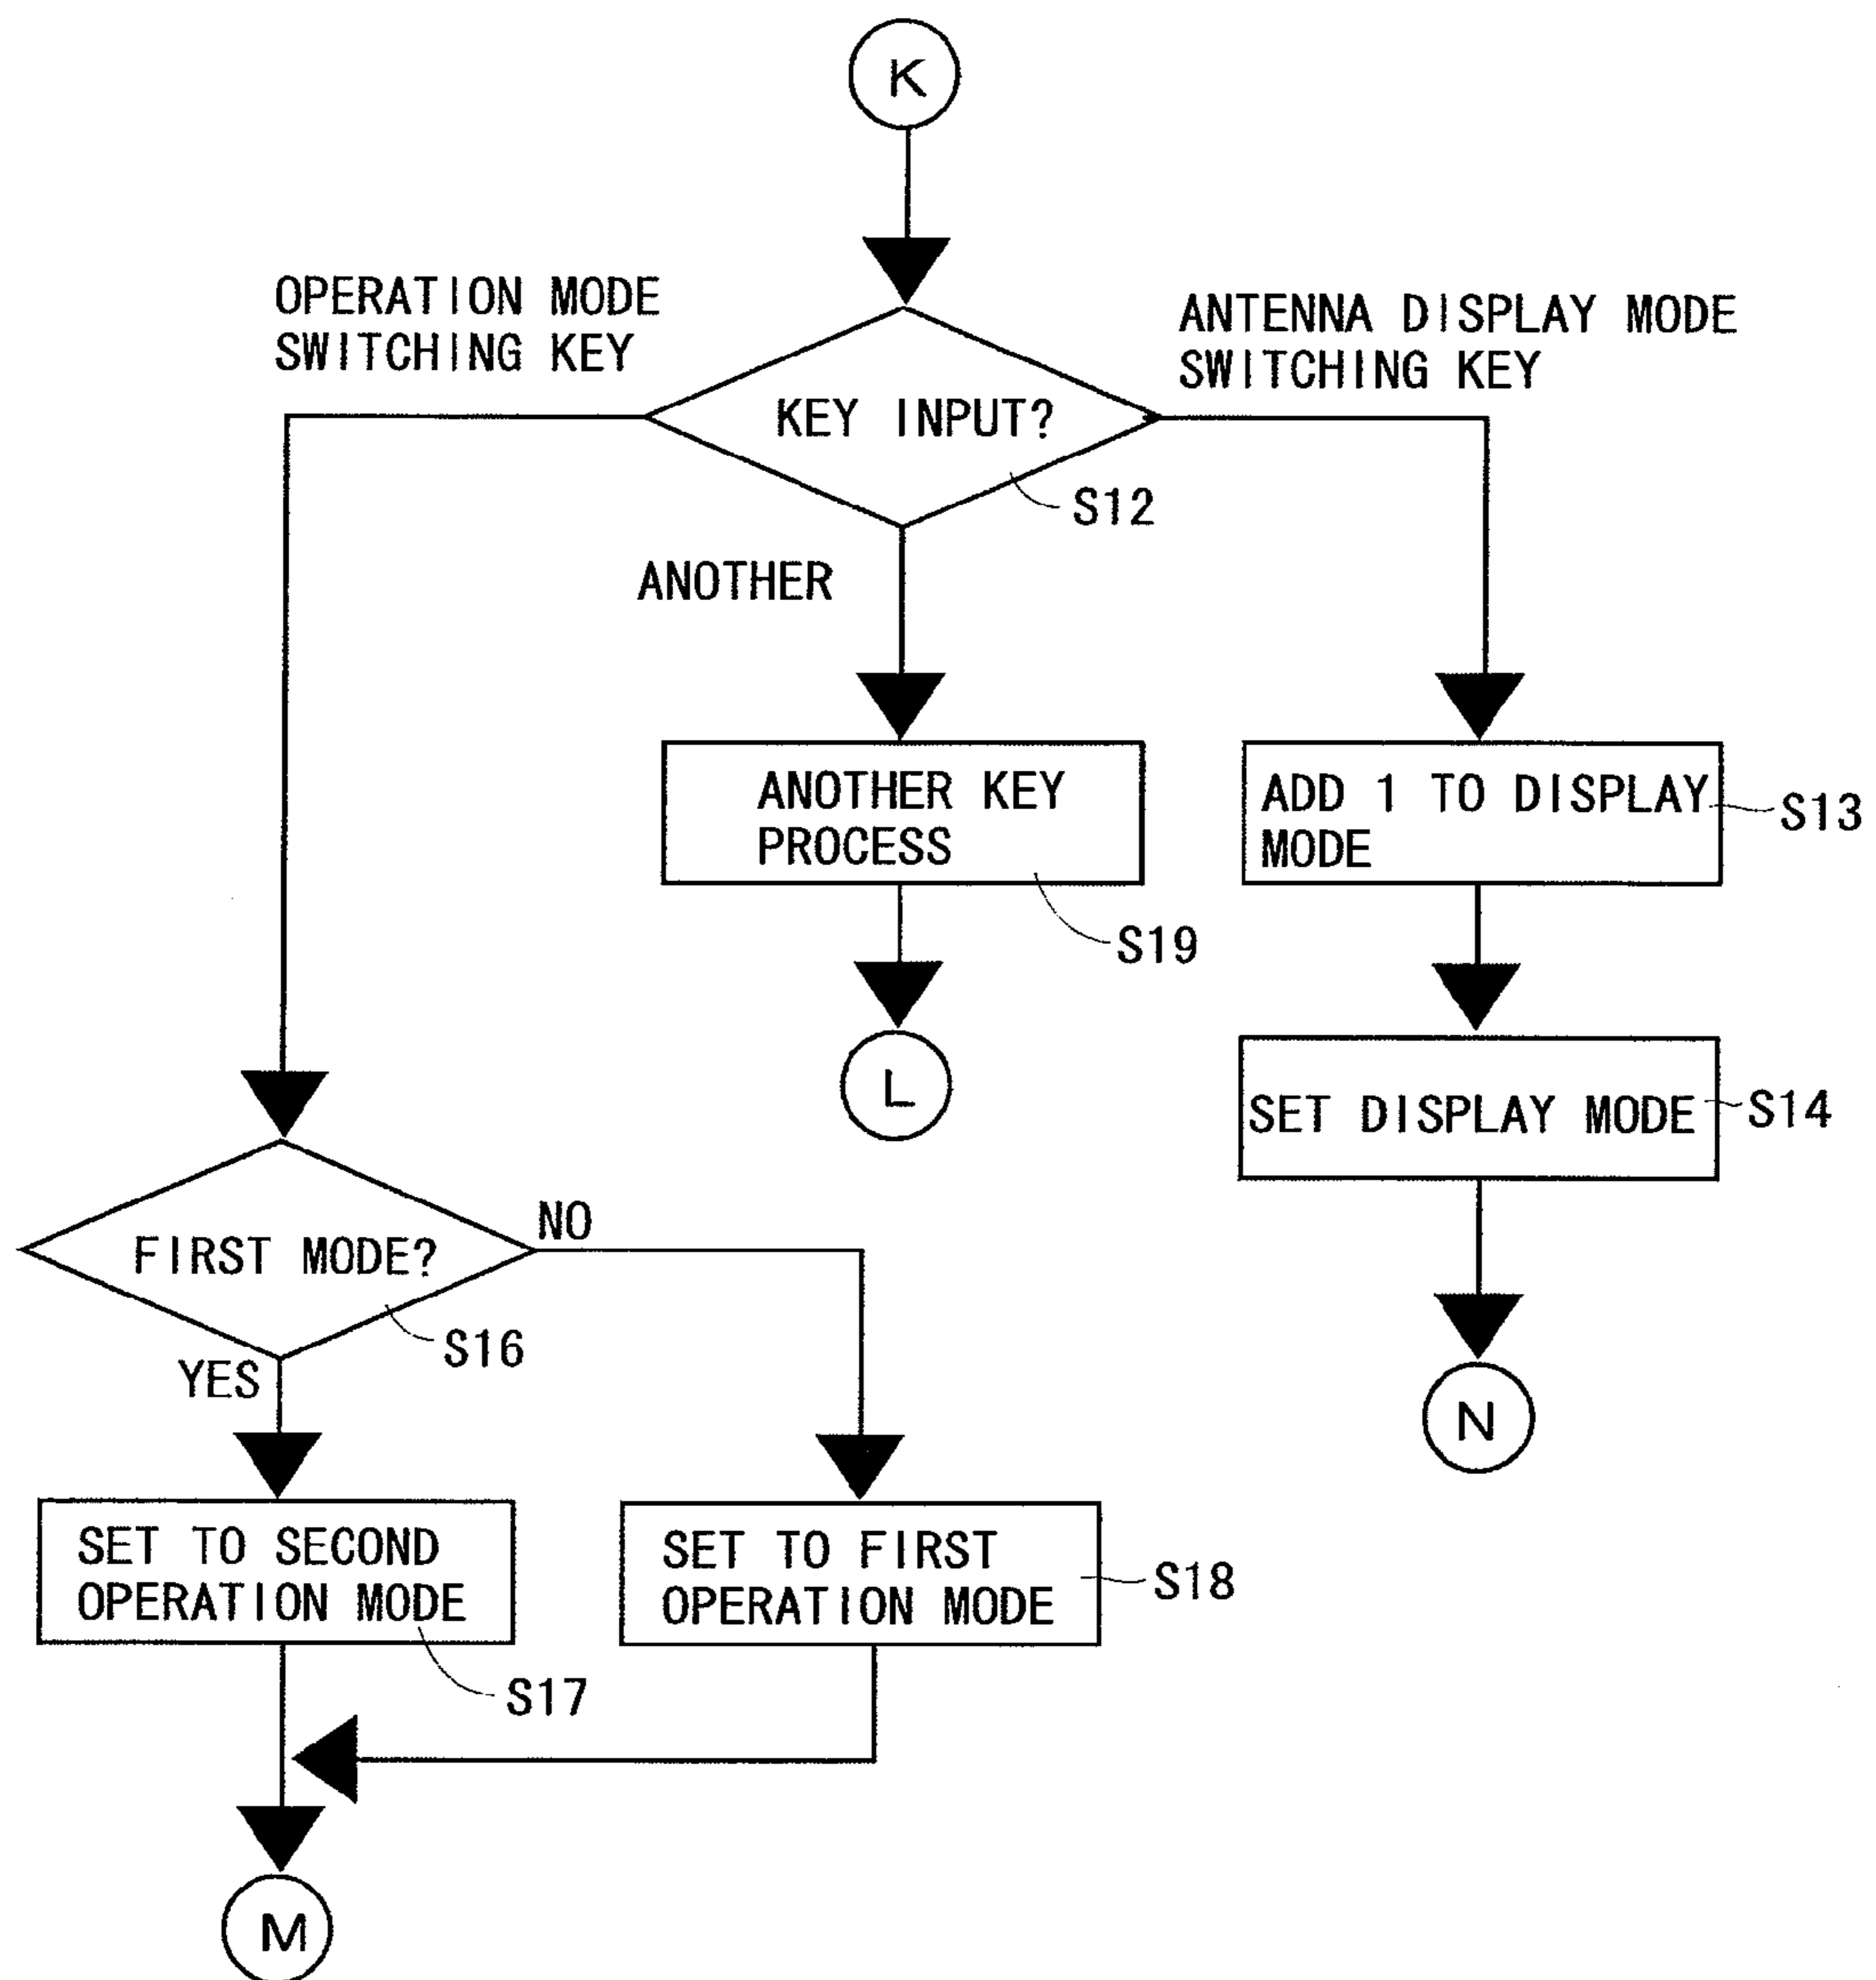 K
OPERATION MODE
SWITCHING KEY
ANTENNA DISPLAY MODE
SWITCHING KEY
KEY INPUT?
S12
ANOTHER
ANOTHER KEY
PROCESS
S19
ADD 1 TO DISPLAY
MODE
S13
L
SET DISPLAY MODE
S14
FIRST MODE?
NO
S16
YES
N
SET TO SECOND
OPERATION MODE
S17
SET TO FIRST
OPERATION MODE
S18
M